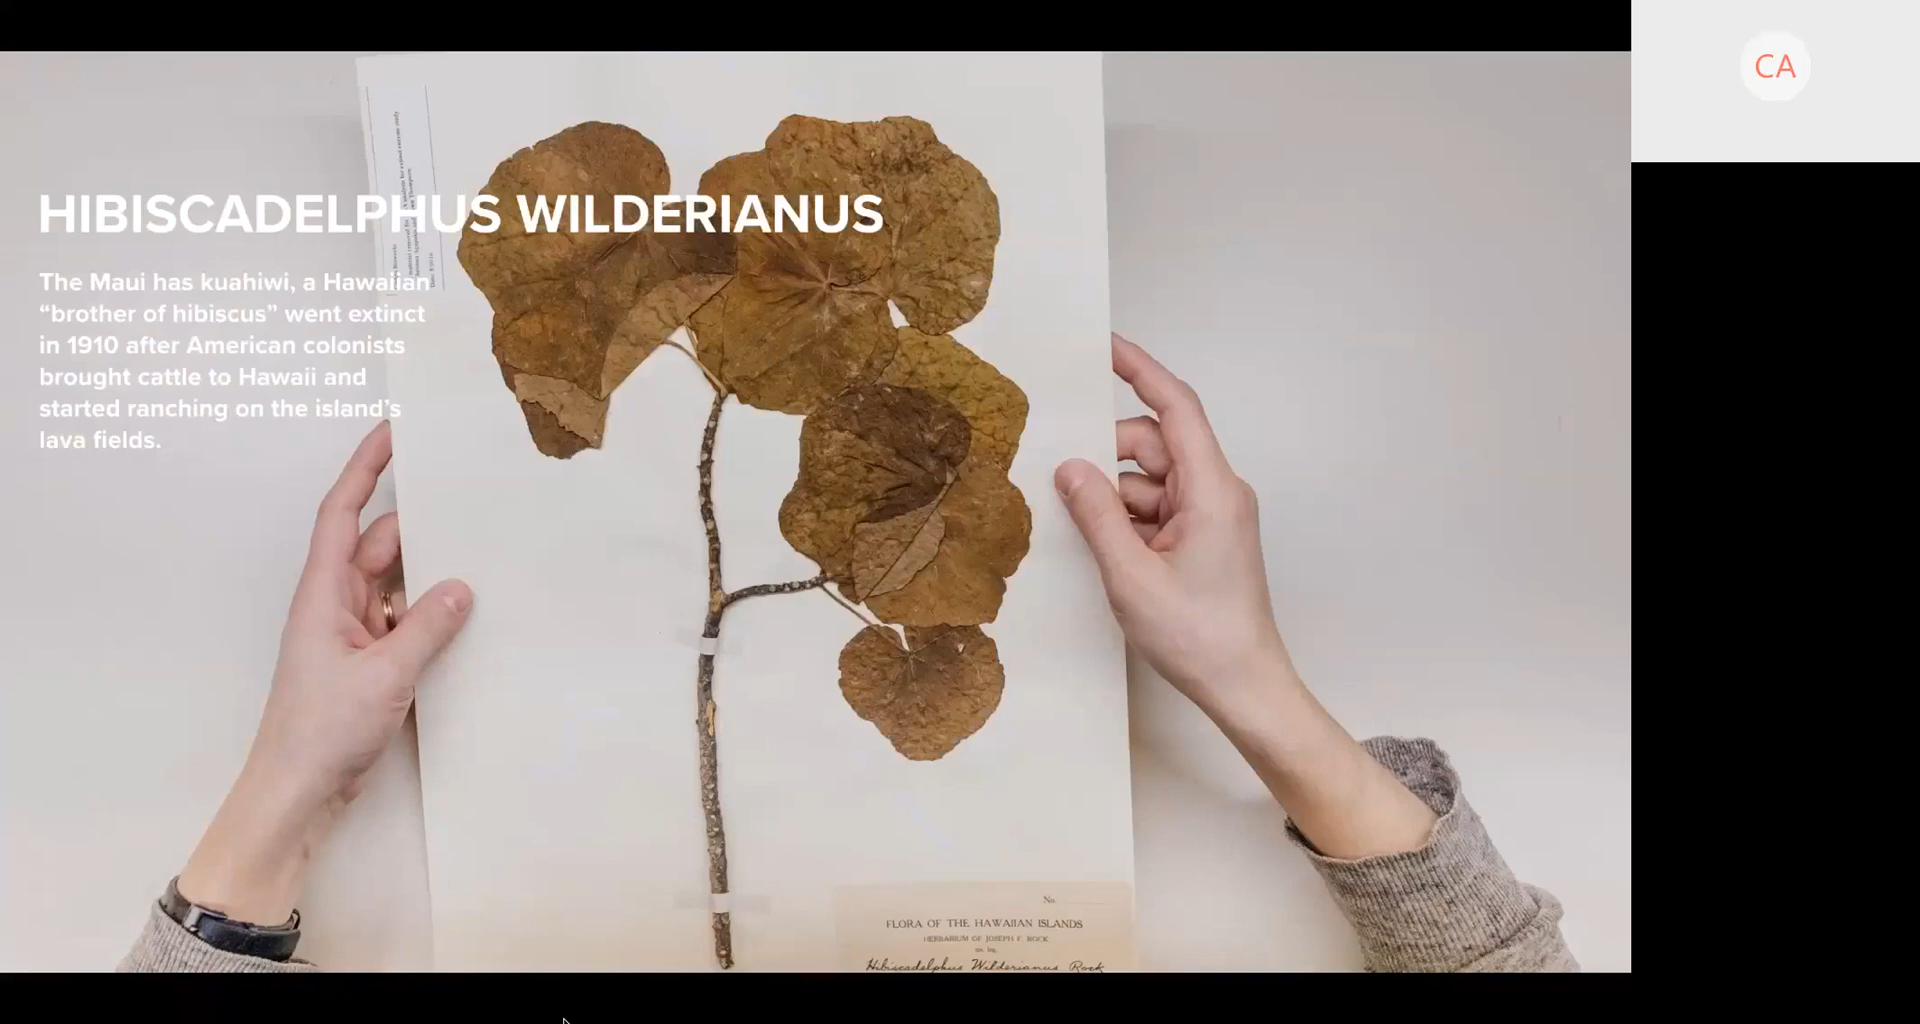 CA
HIBISCADELPHUS WILDERIANUS
The Maui has kuahiwi, a Hawaiian
“brother of hibiscus” went extinct
in 1910 after American colonists
brought cattle to Hawaii and
started ranching on the island’s
lava fields.
No.
FLORA OF THE HAWAIIAN ISLANDS
HERBARIUM OF JOSEPH F. ROCK
Hibiscadelphus Wilderianus Rock